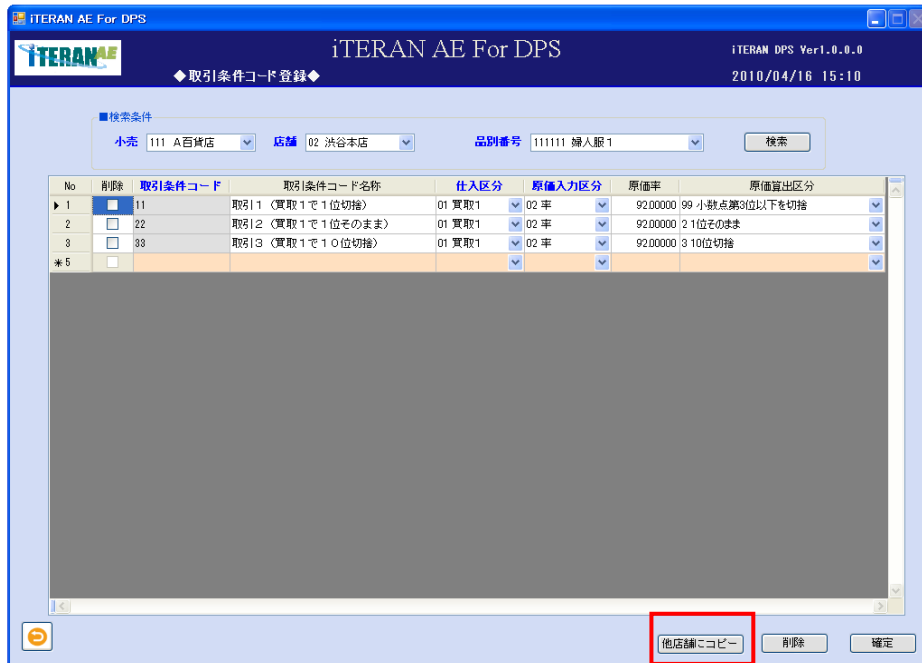 iTERAN AE For DPS
iTERAN AE
iTERAN AE For DPS
iTERAN DPS Ver1.0.0.0
◆取引条件コード登録◆
2010/04/16 15:10
■検索条件
小売 111 A百貨店 店舗 02 渋谷本店 品別番号 111111 婦人服1 検索
No 削除 取引条件コード 取引条件コード名称 仕入区分 原価入力区分 原価率 原価算出区分
1 11 取引1（買取1で1位切捨） 01 買取1 02 率 92.00000 99 小数点第3位以下を切捨
2 22 取引2（買取1で1位そのまま） 01 買取1 02 率 92.00000 2 1位そのまま
3 33 取引3（買取1で10位切捨） 01 買取1 02 率 92.00000 3 10位切捨
* 5
他店舗にコピー 削除 確定